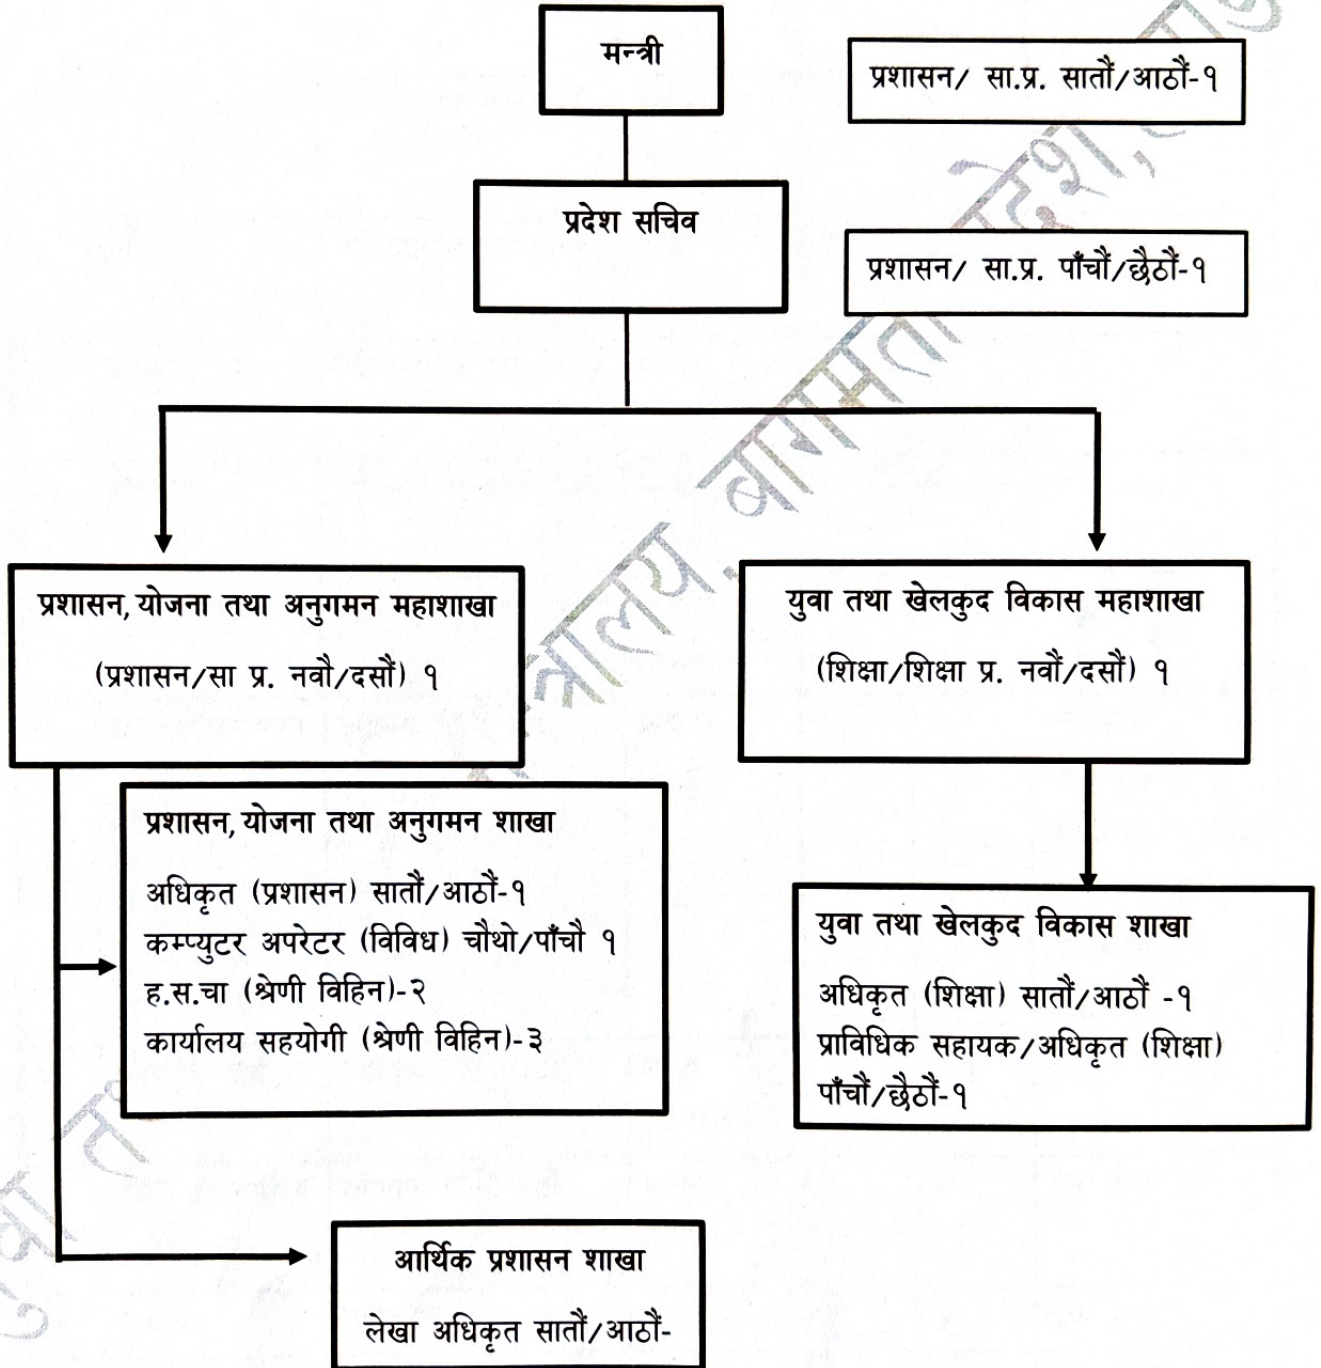 मन्त्री
प्रशासन/ सा.प्र. सातौं/आठौं-१
प्रदेश सचिव
प्रशासन/ सा.प्र. पाँचौं/छैठौं-१
प्रशासन, योजना तथा अनुगमन महाशाखा
(प्रशासन/सा प्र. नवौ/दसौं) १
युवा तथा खेलकुद विकास महाशाखा
(शिक्षा/शिक्षा प्र. नवौं/दसौं) १
प्रशासन, योजना तथा अनुगमन शाखा
अधिकृत (प्रशासन) सातौं/आठौं-१
कम्प्युटर अपरेटर (विविध) चौथो/पाँचौ १
ह.स.चा (श्रेणी विहिन)-२
कार्यालय सहयोगी (श्रेणी विहिन)-३
युवा तथा खेलकुद विकास शाखा
अधिकृत (शिक्षा) सातौं/आठौं -१
प्राविधिक सहायक/अधिकृत (शिक्षा)
पाँचौं/छैठौं-१
आर्थिक प्रशासन शाखा
लेखा अधिकृत सातौं/आठौं-
बागमती